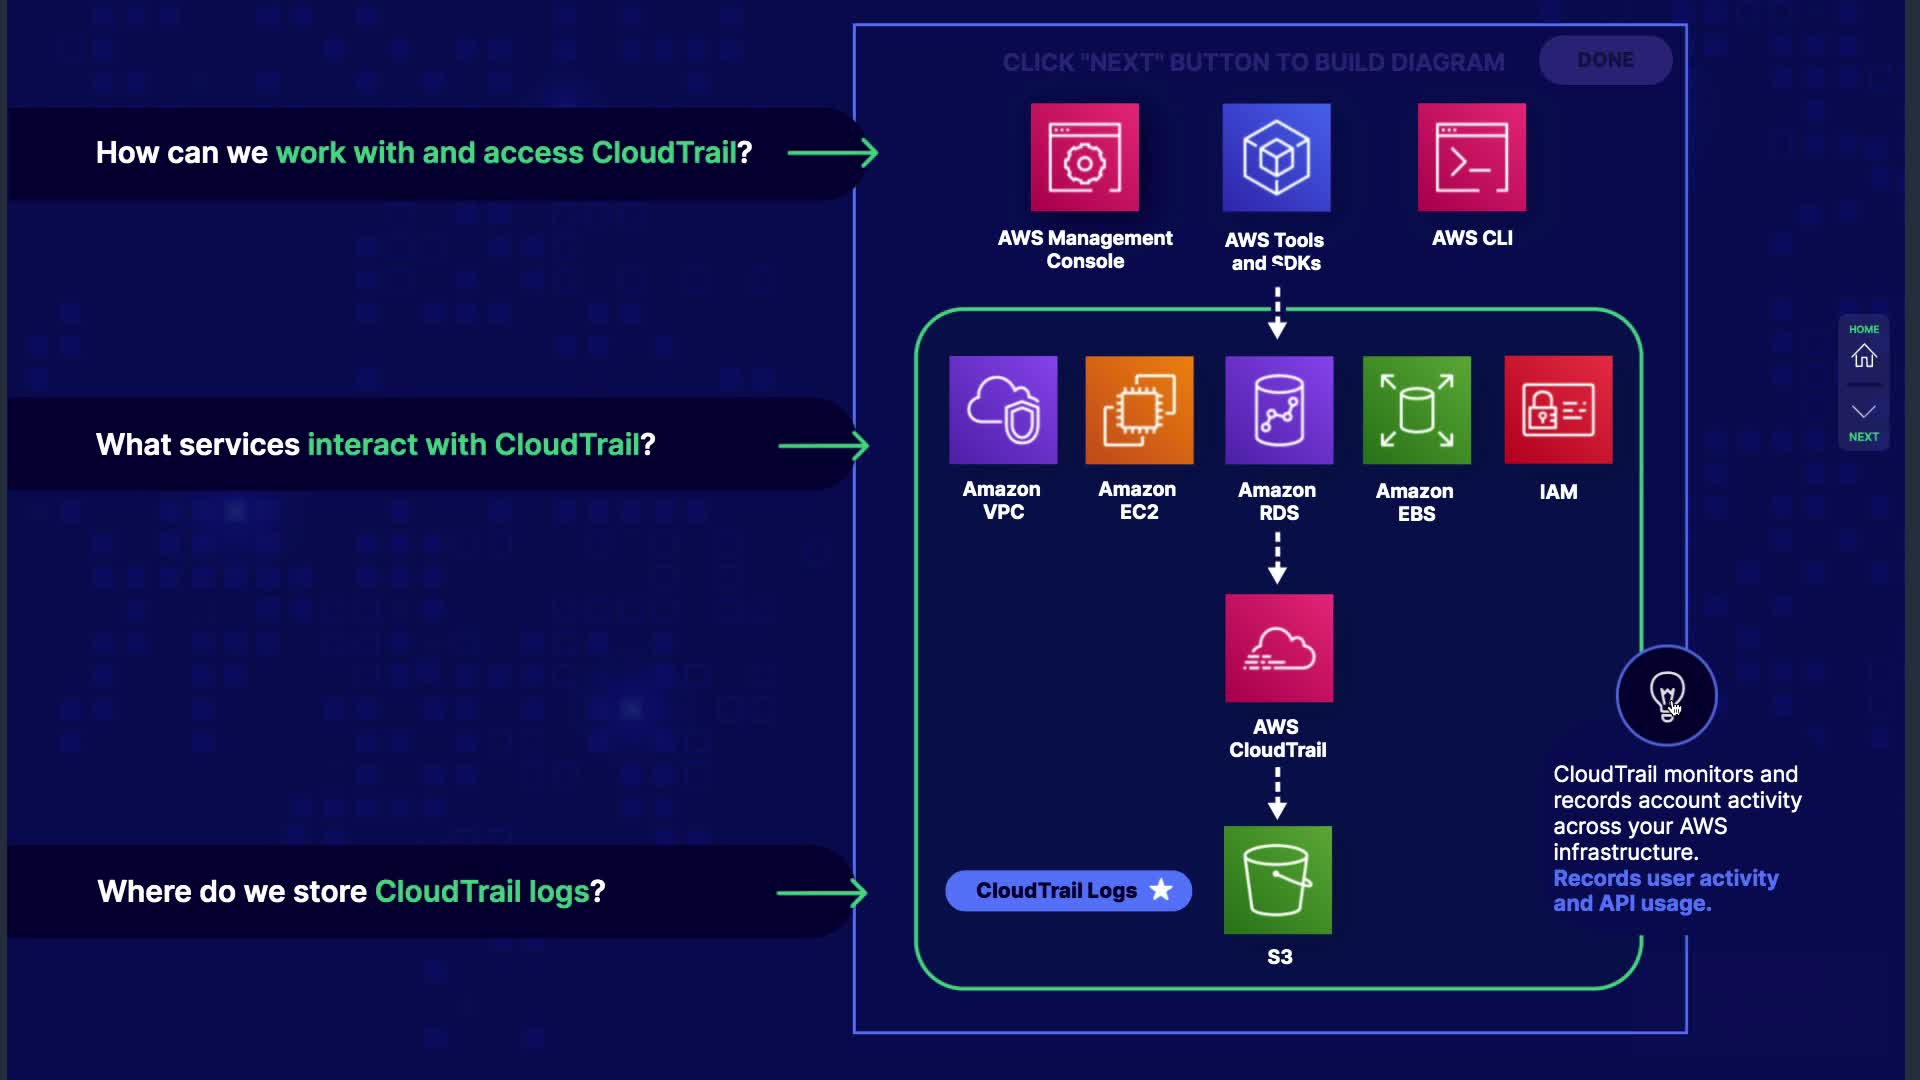 CLICK "NEXT" BUTTON TO BUILD DIAGRAM
DONE
How can we work with and access CloudTrail?
AWS Management
Console
AWS Tools
and SDKs
AWS CLI
HOME
NEXT
What services interact with CloudTrail?
Amazon
VPC
Amazon
EC2
Amazon
RDS
Amazon
EBS
IAM
AWS
CloudTrail
CloudTrail monitors and
records account activity
across your AWS
infrastructure.
Records user activity
and API usage.
Where do we store CloudTrail logs?
CloudTrail Logs
S3